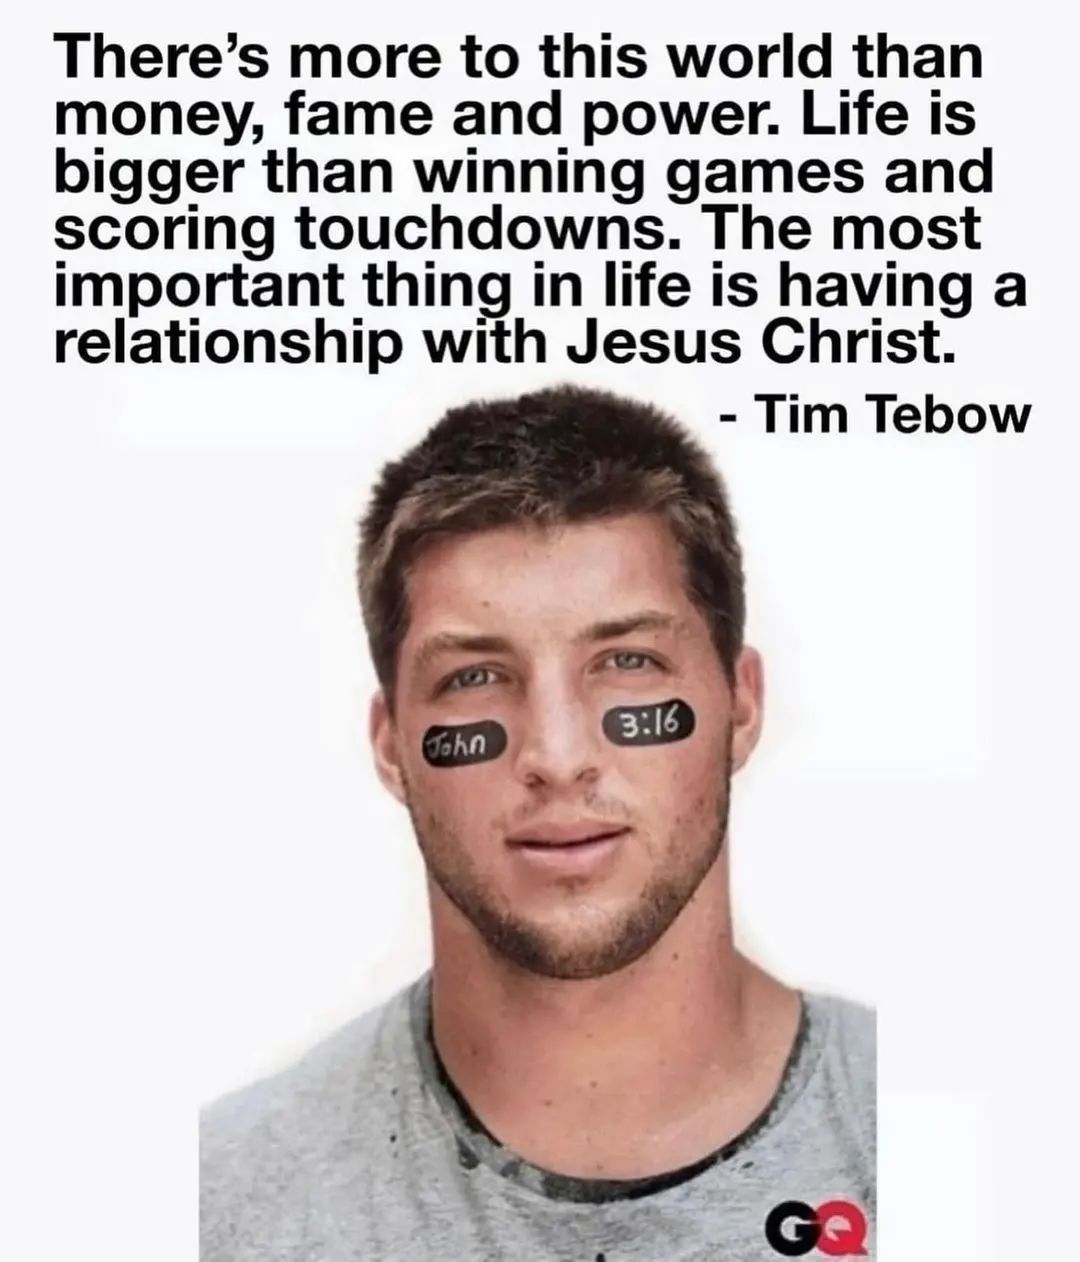 There’s more to this world than
money, fame and power. Life is
bigger than winning games and
scoring touchdowns. The most
important thing in life is having a
relationship with Jesus Christ.
- Tim Tebow
John 3:16
GQ